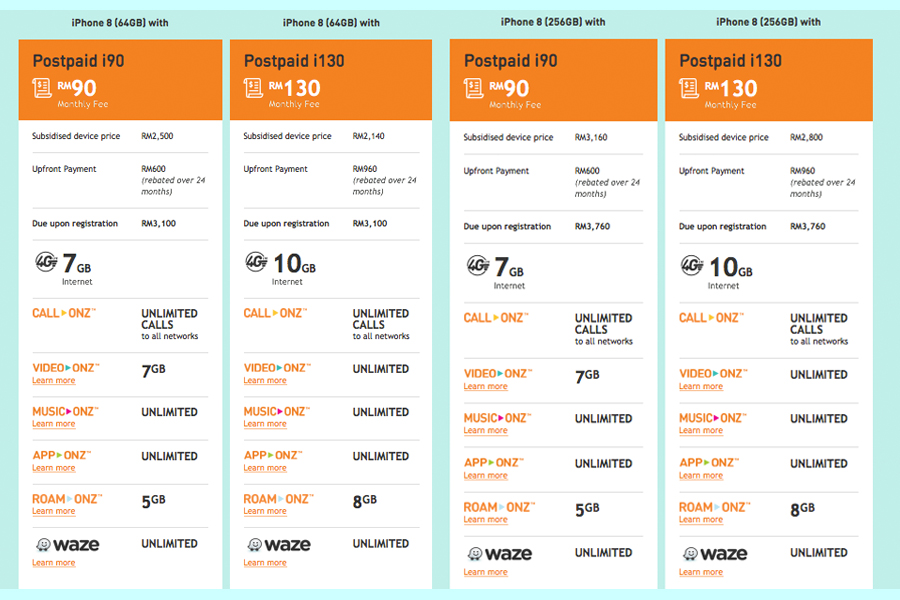 iPhone 8 (64GB) with
Postpaid i90
RM90
Monthly Fee
Subsidised device price RM2,500
Upfront Payment RM600
(rebated over 24
months)
Due upon registration RM3,100
4G 7GB
Internet
CALL ONZ™ UNLIMITED
CALLS
to all networks
VIDEO ONZ™ 7GB
Learn more
MUSIC ONZ™ UNLIMITED
Learn more
APP ONZ™ UNLIMITED
Learn more
ROAM ONZ™ 5GB
Learn more
waze UNLIMITED
Learn more
iPhone 8 (64GB) with
Postpaid i130
RM130
Monthly Fee
Subsidised device price RM2,140
Upfront Payment RM960
(rebated over 24
months)
Due upon registration RM3,100
4G 10GB
Internet
CALL ONZ™ UNLIMITED
CALLS
to all networks
VIDEO ONZ™ UNLIMITED
Learn more
MUSIC ONZ™ UNLIMITED
Learn more
APP ONZ™ UNLIMITED
Learn more
ROAM ONZ™ 8GB
Learn more
waze UNLIMITED
Learn more
iPhone 8 (256GB) with
Postpaid i90
RM90
Monthly Fee
Subsidised device price RM3,160
Upfront Payment RM600
(rebated over 24
months)
Due upon registration RM3,760
4G 7GB
Internet
CALL ONZ™ UNLIMITED
CALLS
to all networks
VIDEO ONZ™ 7GB
Learn more
MUSIC ONZ™ UNLIMITED
Learn more
APP ONZ™ UNLIMITED
Learn more
ROAM ONZ™ 5GB
Learn more
waze UNLIMITED
Learn more
iPhone 8 (256GB) with
Postpaid i130
RM130
Monthly Fee
Subsidised device price RM2,800
Upfront Payment RM960
(rebated over 24
months)
Due upon registration RM3,760
4G 10GB
Internet
CALL ONZ™ UNLIMITED
CALLS
to all networks
VIDEO ONZ™ UNLIMITED
Learn more
MUSIC ONZ™ UNLIMITED
Learn more
APP ONZ™ UNLIMITED
Learn more
ROAM ONZ™ 8GB
Learn more
waze UNLIMITED
Learn more